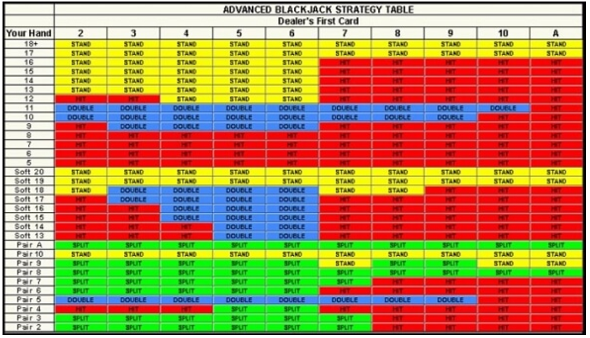 ADVANCED BLACKJACK STRATEGY TABLE
Dealer's First Card
Your Hand 2 3 4 5 6 7 8 9 10 A
18+ STAND STAND STAND STAND STAND STAND STAND STAND STAND STAND
17 STAND STAND STAND STAND STAND STAND STAND STAND STAND STAND
16 STAND STAND STAND STAND STAND HIT HIT HIT HIT HIT
15 STAND STAND STAND STAND STAND HIT HIT HIT HIT HIT
14 STAND STAND STAND STAND STAND HIT HIT HIT HIT HIT
13 STAND STAND STAND STAND STAND HIT HIT HIT HIT HIT
12 HIT HIT STAND STAND STAND HIT HIT HIT HIT HIT
11 DOUBLE DOUBLE DOUBLE DOUBLE DOUBLE DOUBLE DOUBLE DOUBLE DOUBLE HIT
10 DOUBLE DOUBLE DOUBLE DOUBLE DOUBLE DOUBLE DOUBLE DOUBLE HIT HIT
9 HIT DOUBLE DOUBLE DOUBLE DOUBLE HIT HIT HIT HIT HIT
8 HIT HIT HIT HIT HIT HIT HIT HIT HIT HIT
7 HIT HIT HIT HIT HIT HIT HIT HIT HIT HIT
6 HIT HIT HIT HIT HIT HIT HIT HIT HIT HIT
5 HIT HIT HIT HIT HIT HIT HIT HIT HIT HIT
Soft 20 STAND STAND STAND STAND STAND STAND STAND STAND STAND STAND
Soft 19 STAND STAND STAND STAND STAND STAND STAND STAND STAND STAND
Soft 18 STAND DOUBLE DOUBLE DOUBLE DOUBLE STAND STAND HIT HIT HIT
Soft 17 HIT DOUBLE DOUBLE DOUBLE DOUBLE HIT HIT HIT HIT HIT
Soft 16 HIT HIT DOUBLE DOUBLE DOUBLE HIT HIT HIT HIT HIT
Soft 15 HIT HIT DOUBLE DOUBLE DOUBLE HIT HIT HIT HIT HIT
Soft 14 HIT HIT HIT DOUBLE DOUBLE HIT HIT HIT HIT HIT
Soft 13 HIT HIT HIT DOUBLE DOUBLE HIT HIT HIT HIT HIT
Pair A SPLIT SPLIT SPLIT SPLIT SPLIT SPLIT SPLIT SPLIT SPLIT SPLIT
Pair 10 STAND STAND STAND STAND STAND STAND STAND STAND STAND STAND
Pair 9 SPLIT SPLIT SPLIT SPLIT SPLIT STAND SPLIT SPLIT STAND STAND
Pair 8 SPLIT SPLIT SPLIT SPLIT SPLIT SPLIT SPLIT SPLIT SPLIT SPLIT
Pair 7 SPLIT SPLIT SPLIT SPLIT SPLIT SPLIT HIT HIT HIT HIT
Pair 6 SPLIT SPLIT SPLIT SPLIT SPLIT HIT HIT HIT HIT HIT
Pair 5 DOUBLE DOUBLE DOUBLE DOUBLE DOUBLE DOUBLE DOUBLE DOUBLE HIT HIT
Pair 4 HIT HIT HIT SPLIT SPLIT HIT HIT HIT HIT HIT
Pair 3 SPLIT SPLIT SPLIT SPLIT SPLIT SPLIT HIT HIT HIT HIT
Pair 2 SPLIT SPLIT SPLIT SPLIT SPLIT SPLIT HIT HIT HIT HIT